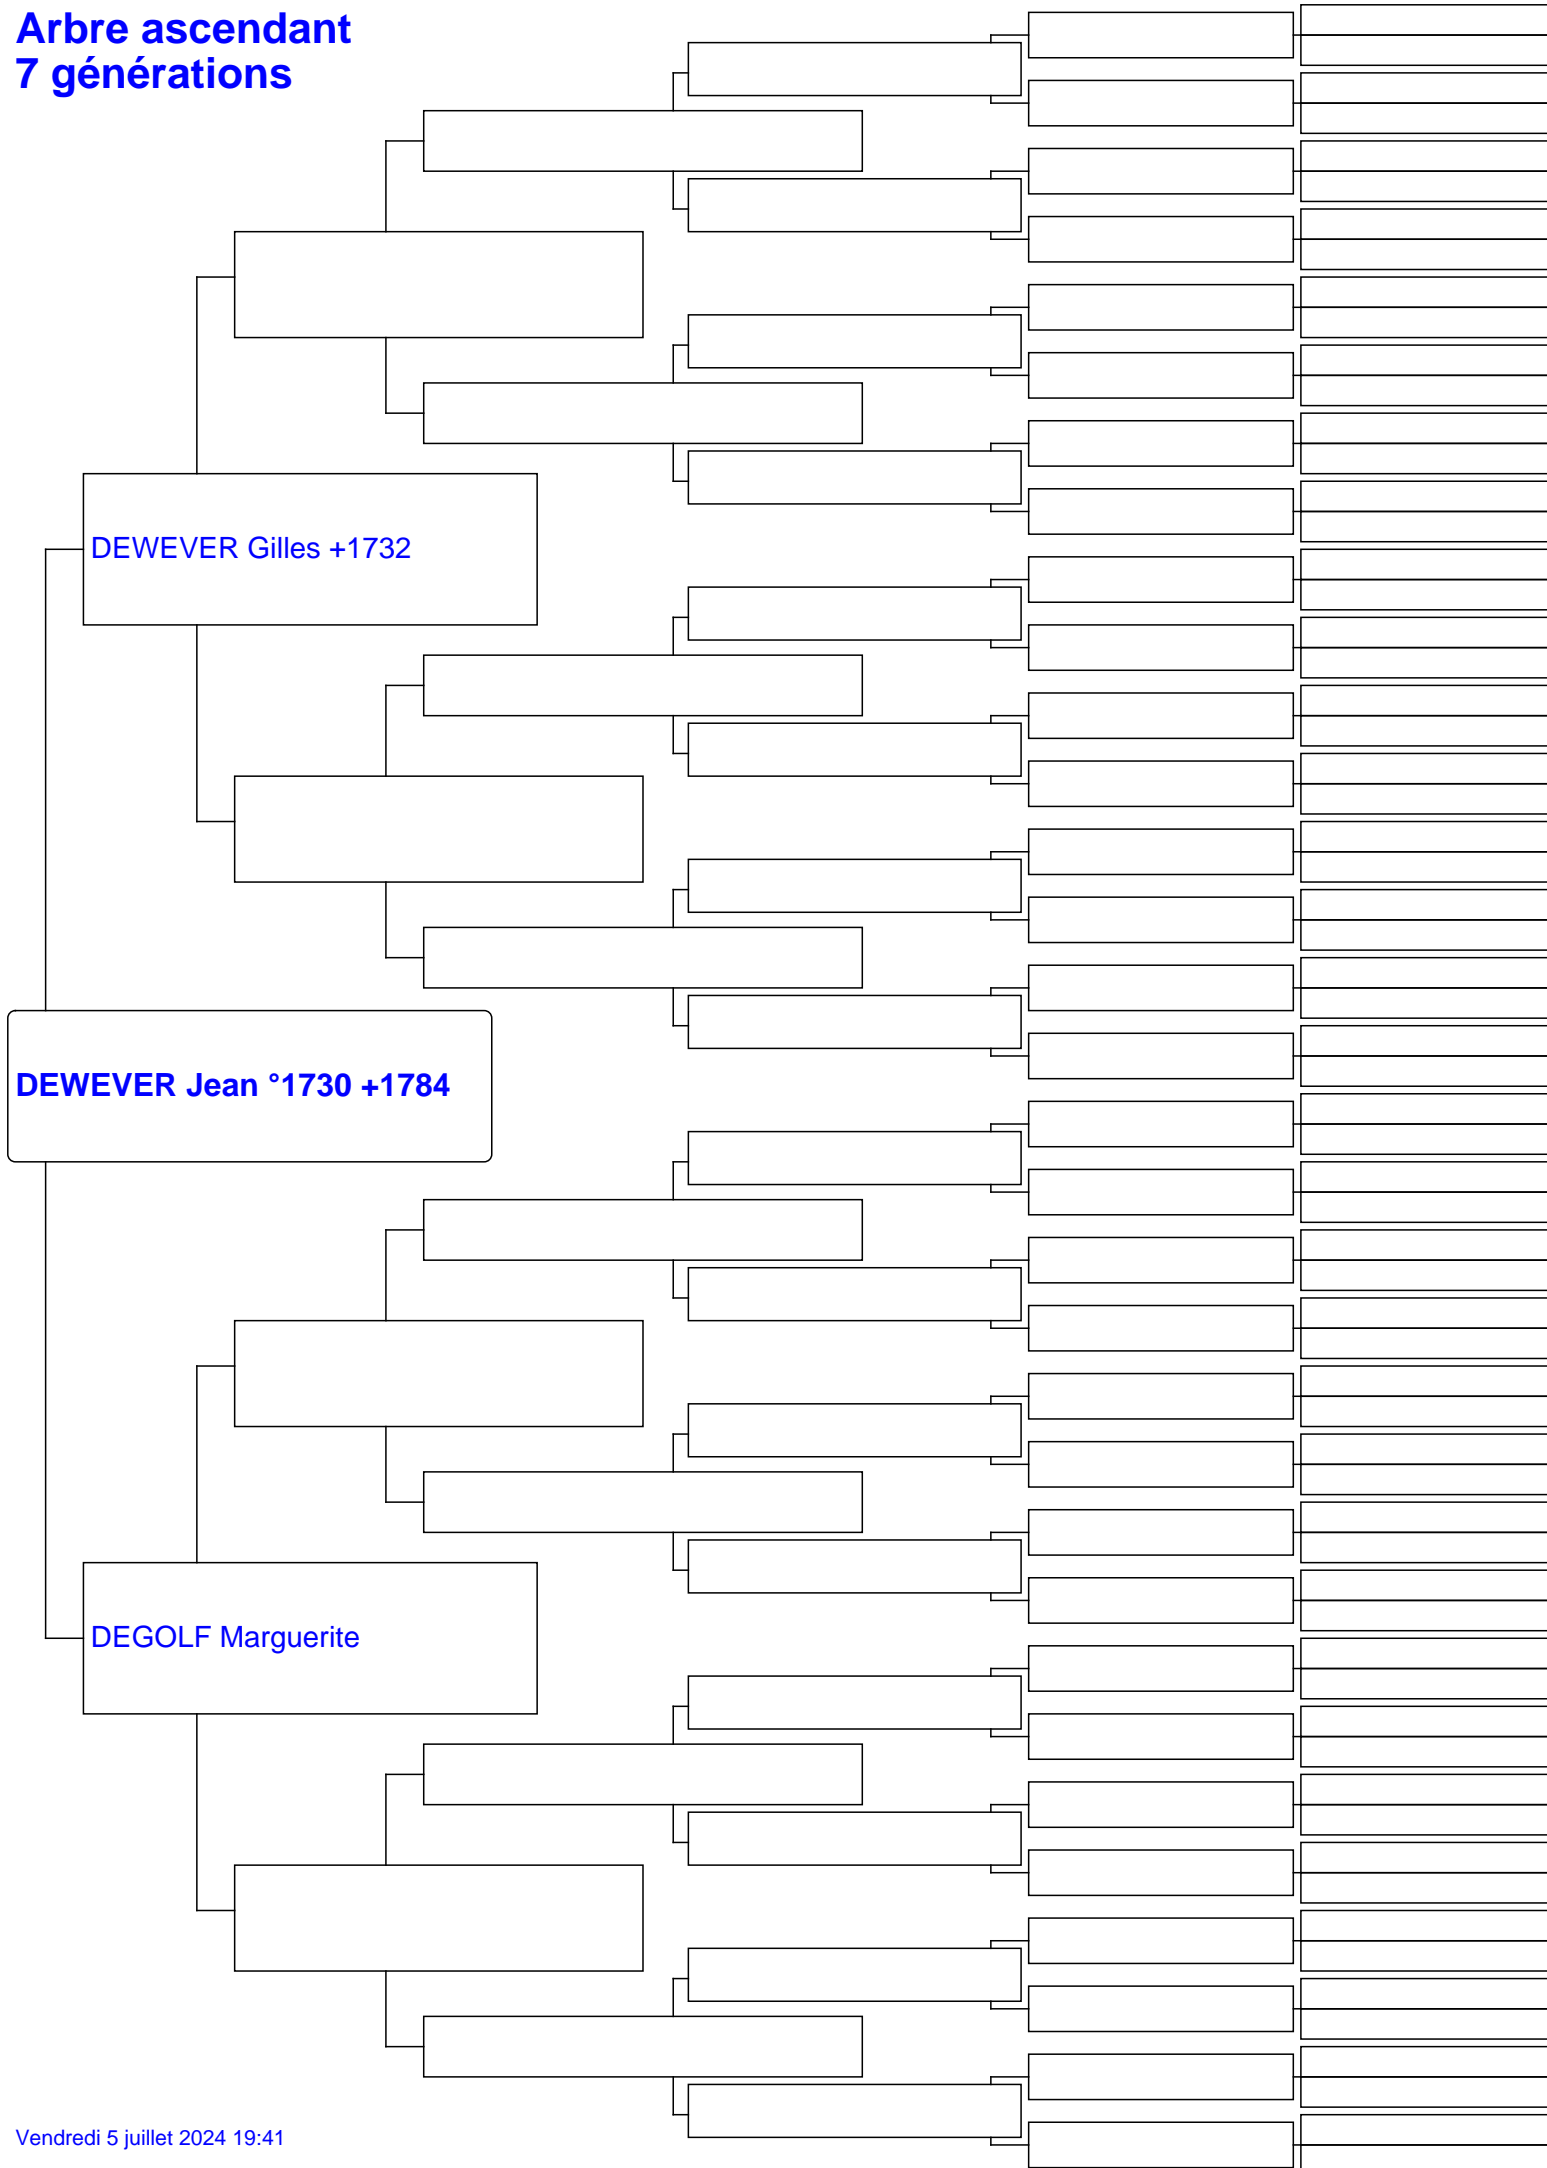 Arbre ascendant
7 générations
DEWEVER Gilles +1732
DEWEVER Jean °1730 +1784
DEGOLF Marguerite
Vendredi 5 juillet 2024 19:41